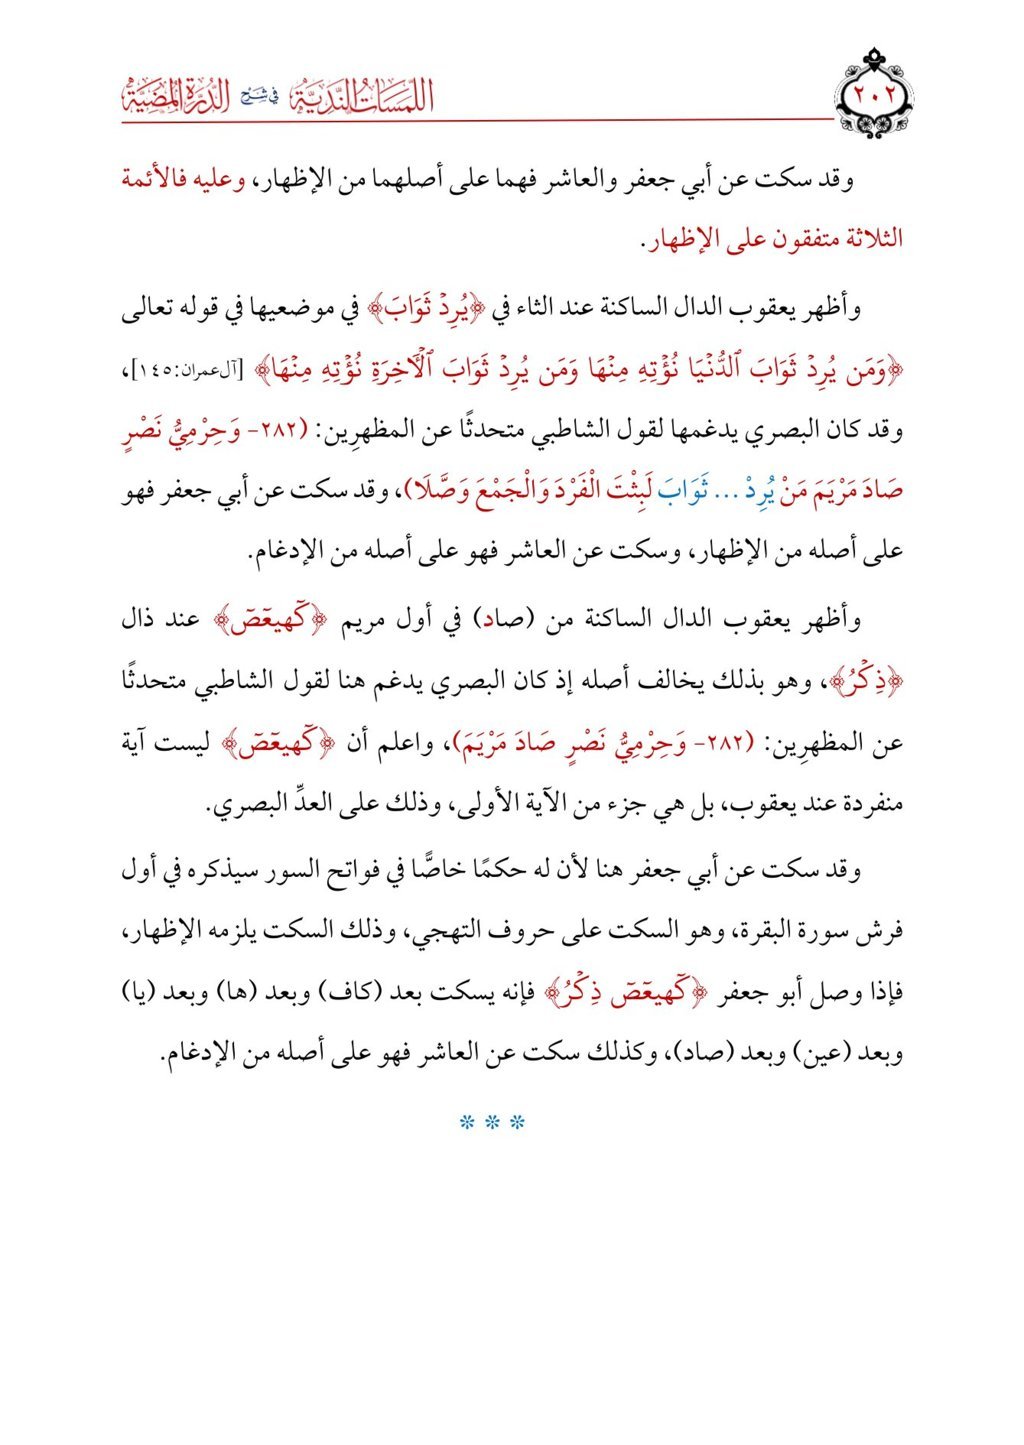 اللمسات الندية في شرح الدرة المضية
٢٠٢
وقد سكت عن أبي جعفر والعاشر فهما على أصلهما من الإظهار، وعليه فالأئمة
الثلاثة متفقون على الإظهار.
وأظهر يعقوب الدال الساكنة عند الثاء في ﴿يُرِدۡ ثَوَابَ﴾ في موضعيها في قوله تعالى
﴿وَمَن يُرِدۡ ثَوَابَ ٱلدُّنۡيَا نُؤۡتِهِ مِنۡهَا وَمَن يُرِدۡ ثَوَابَ ٱلۡأٓخِرَةِ نُؤۡتِهِ مِنۡهَا﴾ [آل عمران: ١٤٥]،
وقد كان البصري يدغمها لقول الشاطبي متحدثًا عن المظهرِين: (٢٨٢- وَحِرْمِيُّ نَصْرٍ
صَادَ مَرْيَمَ مَنْ يُرِدْ ... ثَوَابَ لَبِثْتَ الْفَرْدَ وَالْجَمْعَ وَصَّلَا)، وقد سكت عن أبي جعفر فهو
على أصله من الإظهار، وسكت عن العاشر فهو على أصله من الإدغام.
وأظهر يعقوب الدال الساكنة من (صاد) في أول مريم ﴿كٓهيعٓصٓ﴾ عند ذال
﴿ذِكۡرُ﴾، وهو بذلك يخالف أصله إذ كان البصري يدغم هنا لقول الشاطبي متحدثًا
عن المظهرِين: (٢٨٢- وَحِرْمِيُّ نَصْرٍ صَادَ مَرْيَمَ)، واعلم أن ﴿كٓهيعٓصٓ﴾ ليست آية
منفردة عند يعقوب، بل هي جزء من الآية الأولى، وذلك على العدِّ البصري.
وقد سكت عن أبي جعفر هنا لأن له حكمًا خاصًّا في فواتح السور سيذكره في أول
فرش سورة البقرة، وهو السكت على حروف التهجي، وذلك السكت يلزمه الإظهار،
فإذا وصل أبو جعفر ﴿كٓهيعٓصٓ ذِكۡرُ﴾ فإنه يسكت بعد (كاف) وبعد (ها) وبعد (يا)
وبعد (عين) وبعد (صاد)، وكذلك سكت عن العاشر فهو على أصله من الإدغام.
* * *